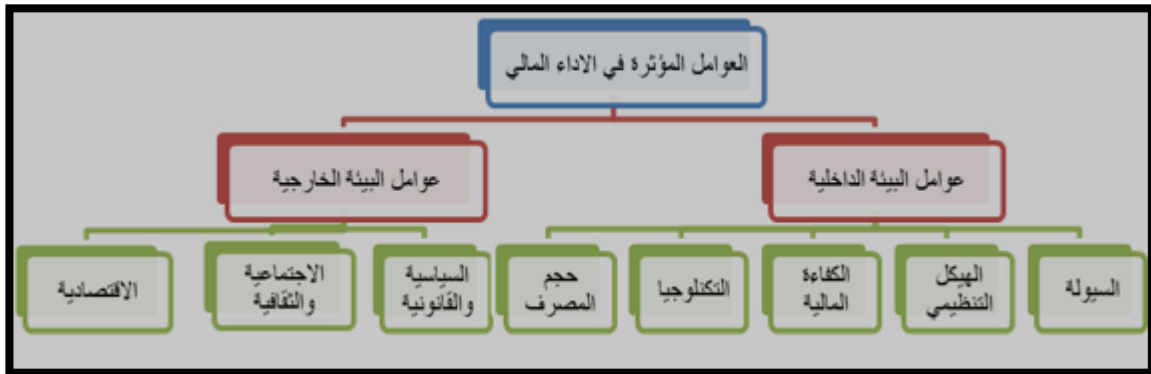 العوامل المؤثرة في الاداء المالي
عوامل البيئة الداخلية
عوامل البيئة الخارجية
السيولة
الهيكل
التنظيمي
الكفاءة
المالية
التكنلوجيا
حجم
المصرف
السياسية
والقانونية
الاجتماعية
والثقافية
الاقتصادية